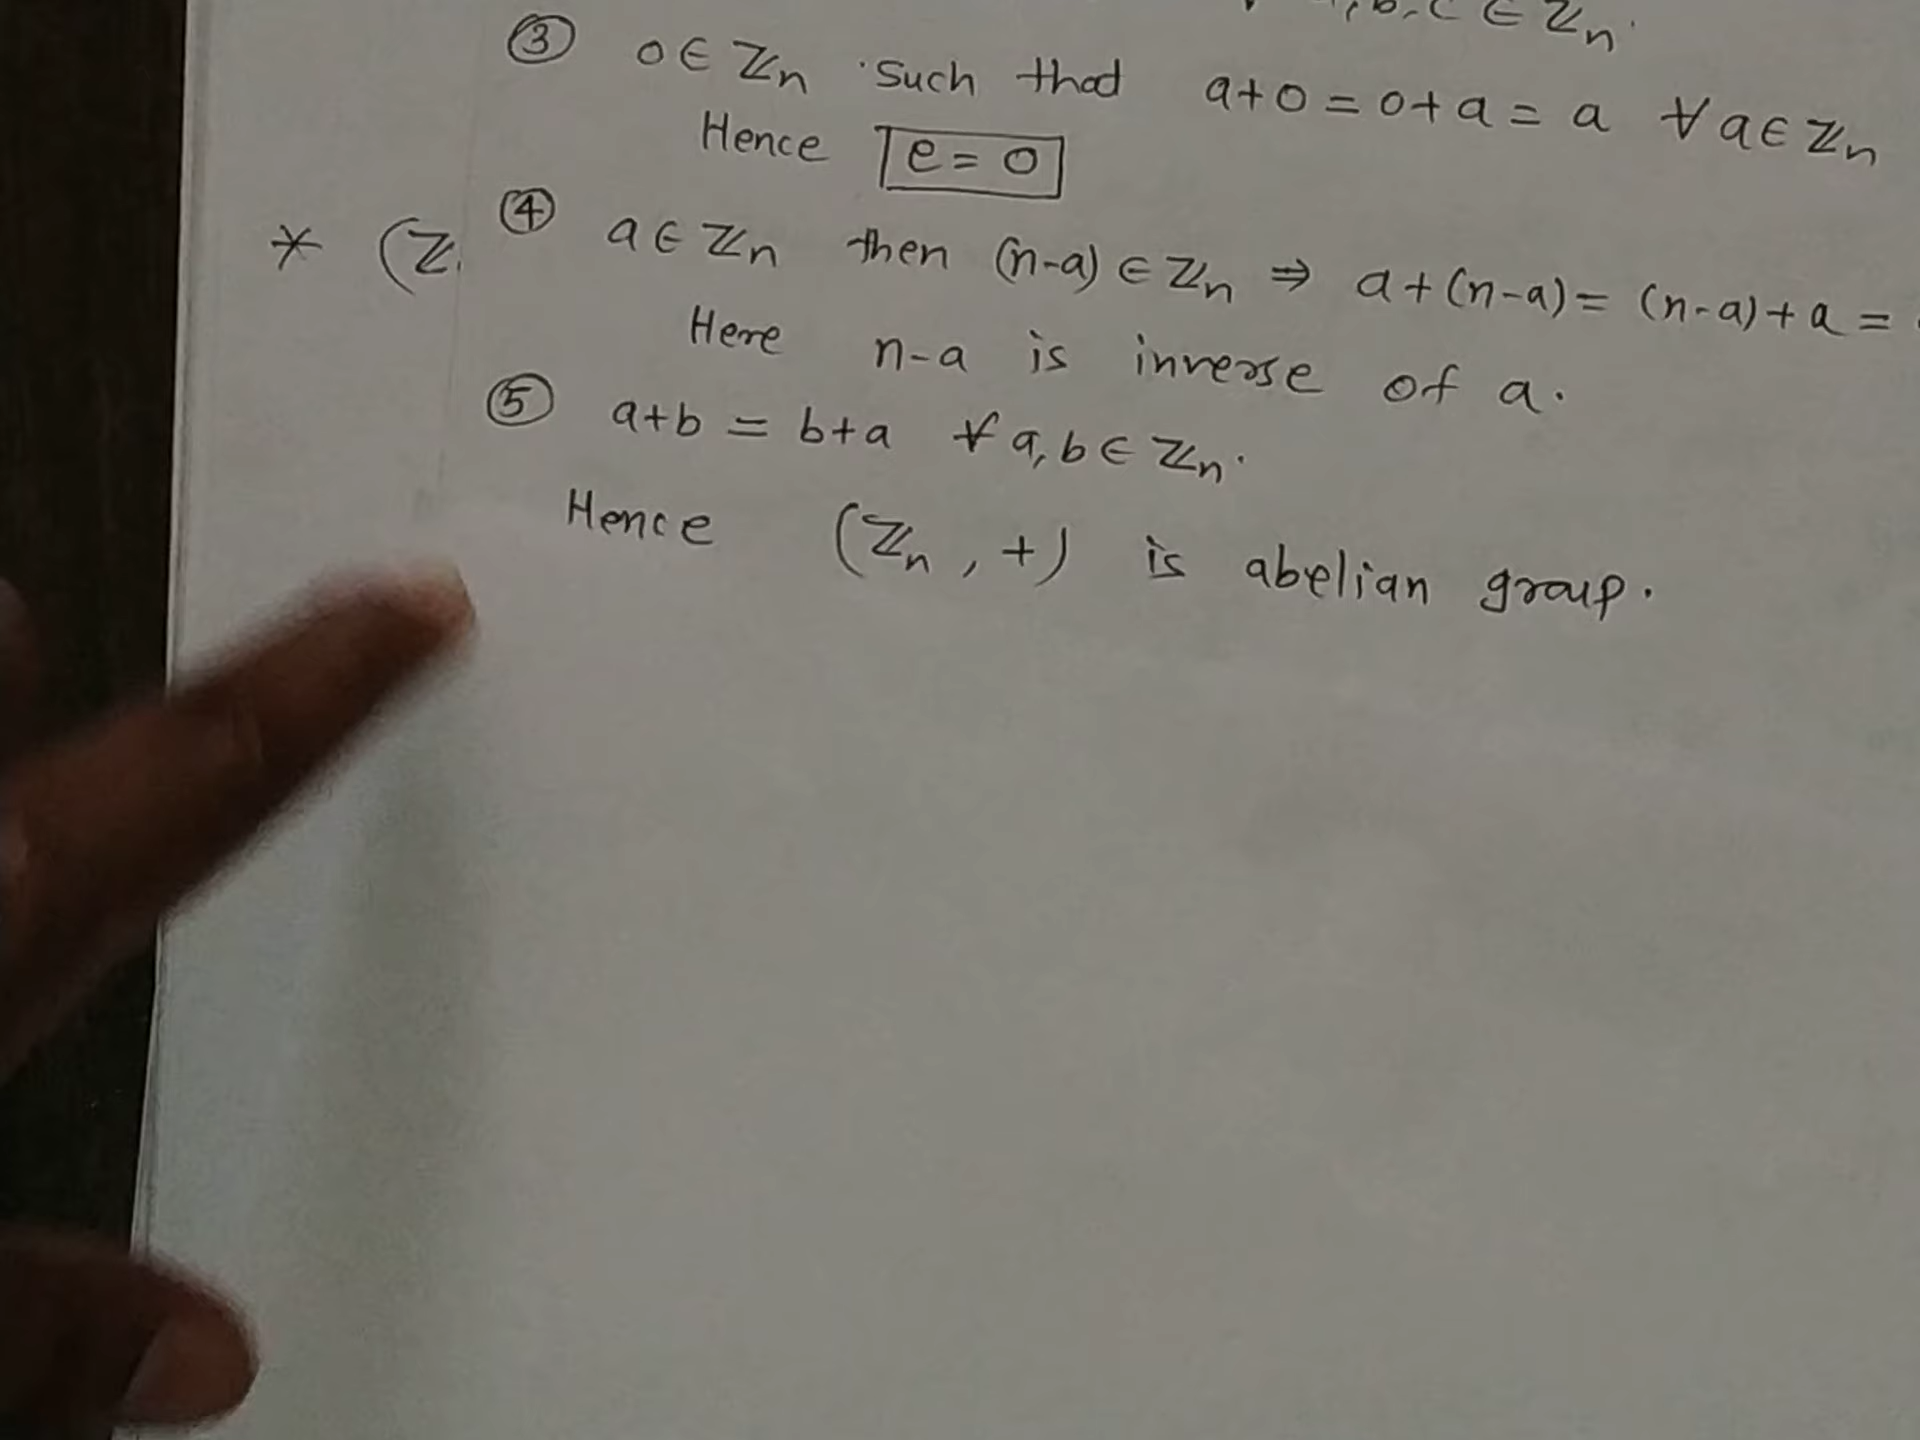 ∈ ℤn.
③ 0 ∈ ℤn such that a+0 = 0+a = a ∀ a ∈ ℤn
Hence e = 0
* (ℤ
④ a ∈ ℤn then (n-a) ∈ ℤn ⇒ a+(n-a) = (n-a)+a =
Here n-a is inverse of a.
⑤ a+b = b+a ∀ a,b ∈ ℤn.
Hence (ℤn, +) is abelian group.